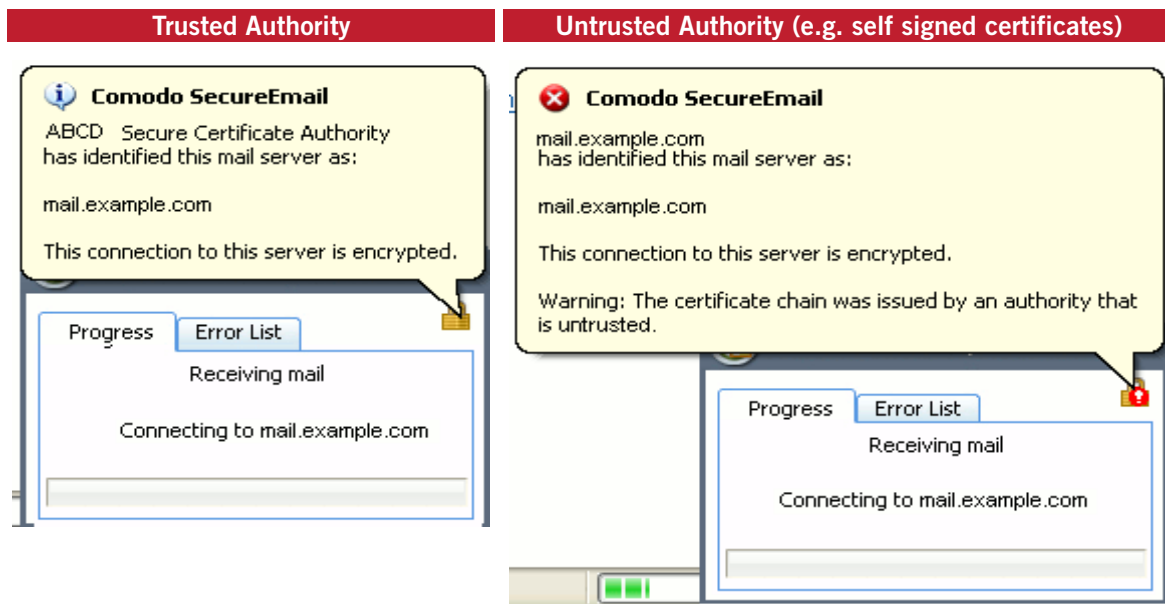 Trusted Authority
Comodo SecureEmail
ABCD Secure Certificate Authority
has identified this mail server as:
mail.example.com
This connection to this server is encrypted.
Progress
Error List
Receiving mail
Connecting to mail.example.com
Untrusted Authority (e.g. self signed certificates)
Comodo SecureEmail
mail.example.com
has identified this mail server as:
mail.example.com
This connection to this server is encrypted.
Warning: The certificate chain was issued by an authority that
is untrusted.
Progress
Error List
Receiving mail
Connecting to mail.example.com